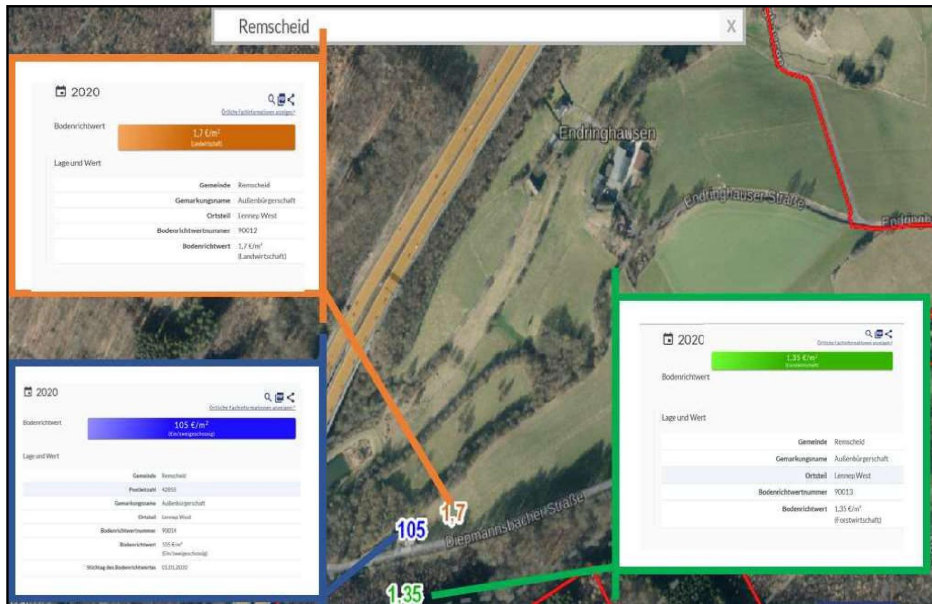 Remscheid X
2020
Örtliche Fachinformationen anzeigen?
Bodenrichtwert
1,7 €/m²
(Landwirtschaft)
Lage und Wert
Gemeinde Remscheid
Gemarkungsname Außenbürgerschaft
Ortsteil Lennep West
Bodenrichtwertnummer 90012
Bodenrichtwert 1,7 €/m²
(Landwirtschaft)
2020
Örtliche Fachinformationen anzeigen?
Bodenrichtwert
105 €/m²
(Ein/zweigeschossig)
Lage und Wert
Gemeinde Remscheid
Postleitzahl
Gemarkungsname Außenbürgerschaft
Ortsteil Lennep West
Bodenrichtwertnummer 90014
Bodenrichtwert 105 €/m²
(Ein/zweigeschossig)
Stichtag des Bodenrichtwertes 01.01.2020
Endringhausen
Endringhauser Straße
2020
Örtliche Fachinformationen anzeigen?
1,35 €/m²
Bodenrichtwert
Lage und Wert
Gemeinde Remscheid
Gemarkungsname Außenbürgerschaft
Ortsteil Lennep West
Bodenrichtwertnummer 90013
Bodenrichtwert 1,35 €/m²
(Forstwirtschaft)
1,7
105
Diepmannsbacher Straße
1,35